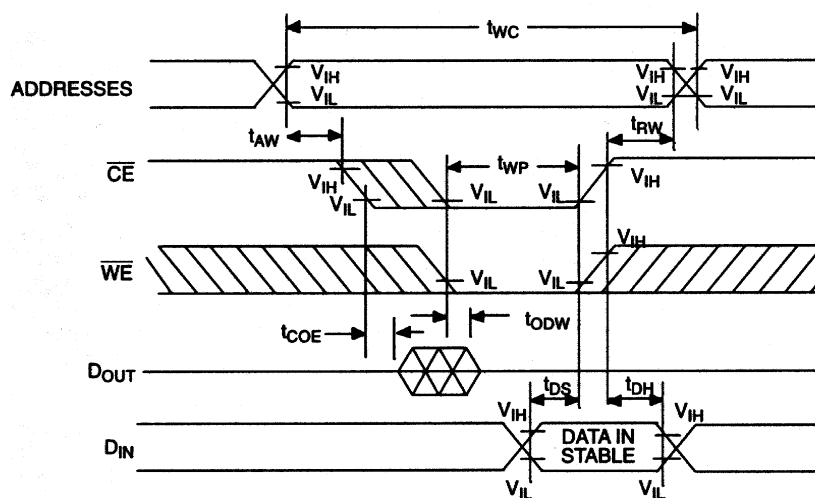 tWC
ADDRESSES
VIH VIH VIH
VIL VIL VIL
tAW tRW
CE tWP
VIH VIH
VIL VIL VIL
WE VIH
VIL VIL
tCOE tODW
DOUT
tDS tDH
VIH VIH
DIN DATA IN
STABLE
VIL VIL